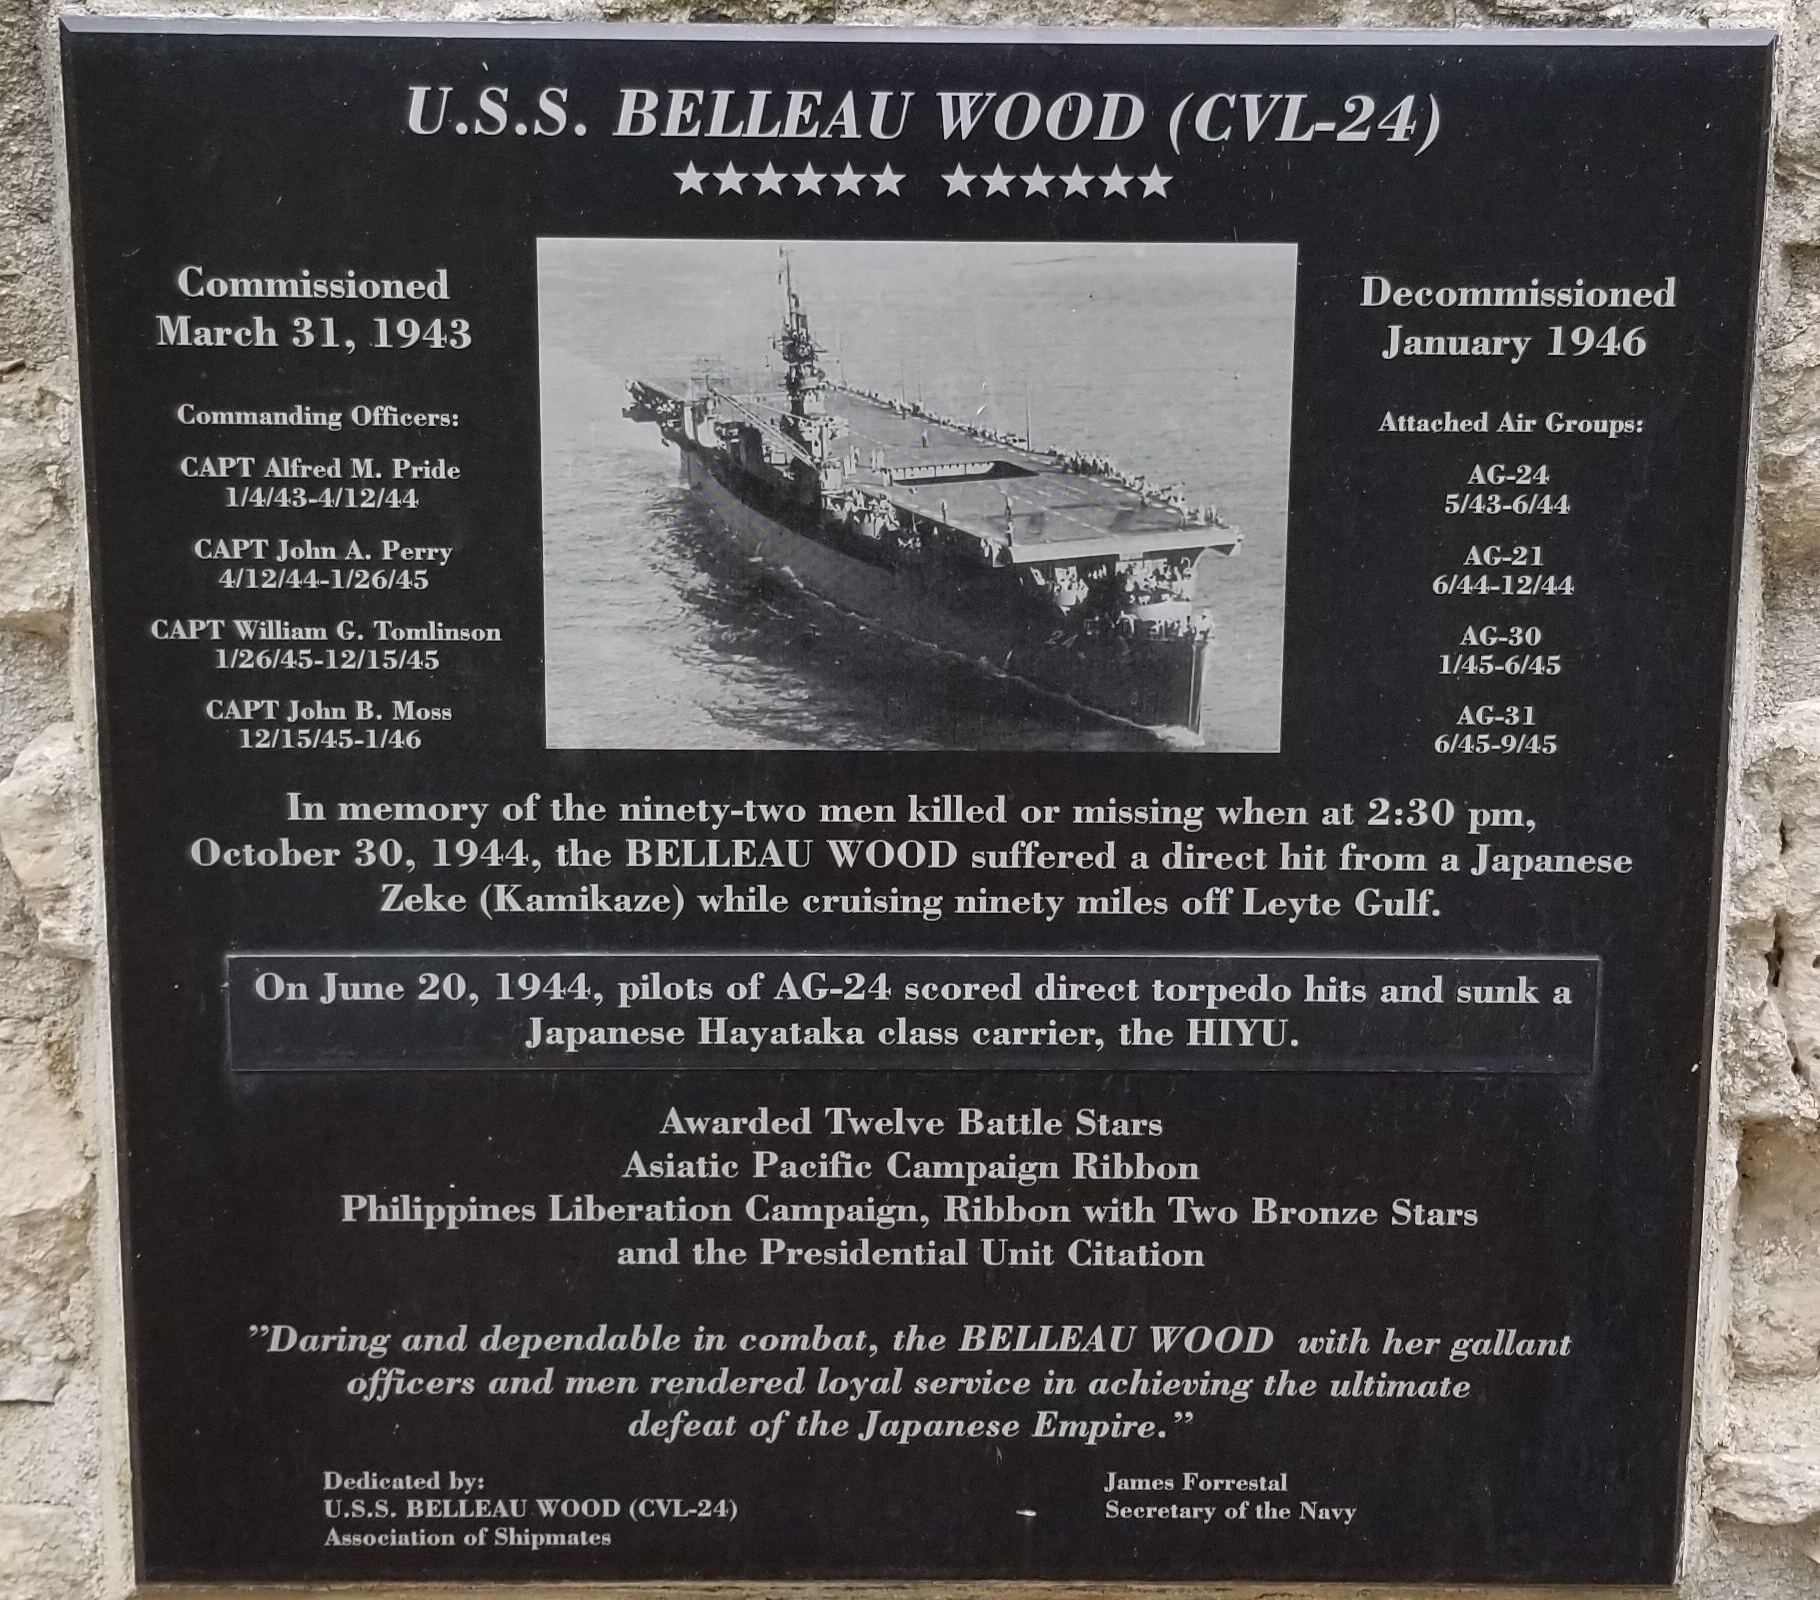 U.S.S. BELLEAU WOOD (CVL-24)
★★★★★★ ★★★★★★
Commissioned
March 31, 1943
Commanding Officers:
CAPT Alfred M. Pride
1/4/43-4/12/44
CAPT John A. Perry
4/12/44-1/26/45
CAPT William G. Tomlinson
1/26/45-12/15/45
CAPT John B. Moss
12/15/45-1/46
Decommissioned
January 1946
Attached Air Groups:
AG-24
5/43-6/44
AG-21
6/44-12/44
AG-30
1/45-6/45
AG-31
6/45-9/45
In memory of the ninety-two men killed or missing when at 2:30 pm,
October 30, 1944, the BELLEAU WOOD suffered a direct hit from a Japanese
Zeke (Kamikaze) while cruising ninety miles off Leyte Gulf.
On June 20, 1944, pilots of AG-24 scored direct torpedo hits and sunk a
Japanese Hayataka class carrier, the HIYU.
Awarded Twelve Battle Stars
Asiatic Pacific Campaign Ribbon
Philippines Liberation Campaign, Ribbon with Two Bronze Stars
and the Presidential Unit Citation
”Daring and dependable in combat, the BELLEAU WOOD with her gallant
officers and men rendered loyal service in achieving the ultimate
defeat of the Japanese Empire.”
Dedicated by:
U.S.S. BELLEAU WOOD (CVL-24)
Association of Shipmates
James Forrestal
Secretary of the Navy